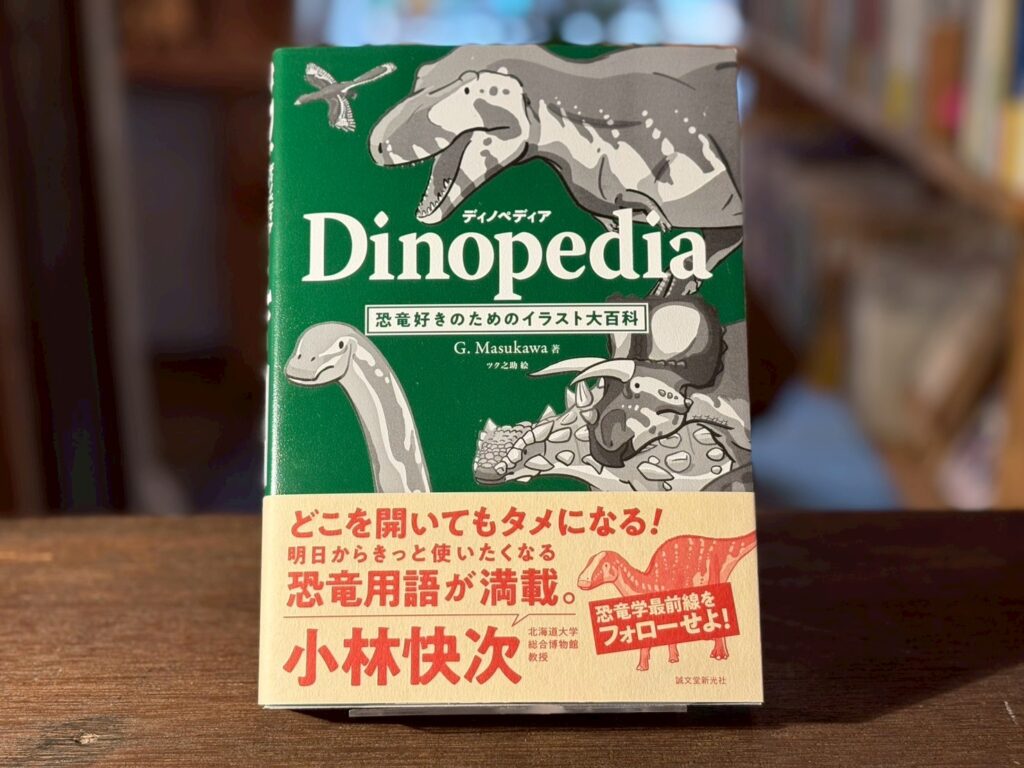 ディノペディア
Dinopedia
恐竜好きのためのイラスト大百科
G. Masukawa 著
ツク之助 絵
どこを開いてもタメになる!
明日からきっと使いたくなる
恐竜用語が満載。
小林快次
北海道大学
総合博物館
教授
恐竜学最前線を
フォローせよ!
誠文堂新光社